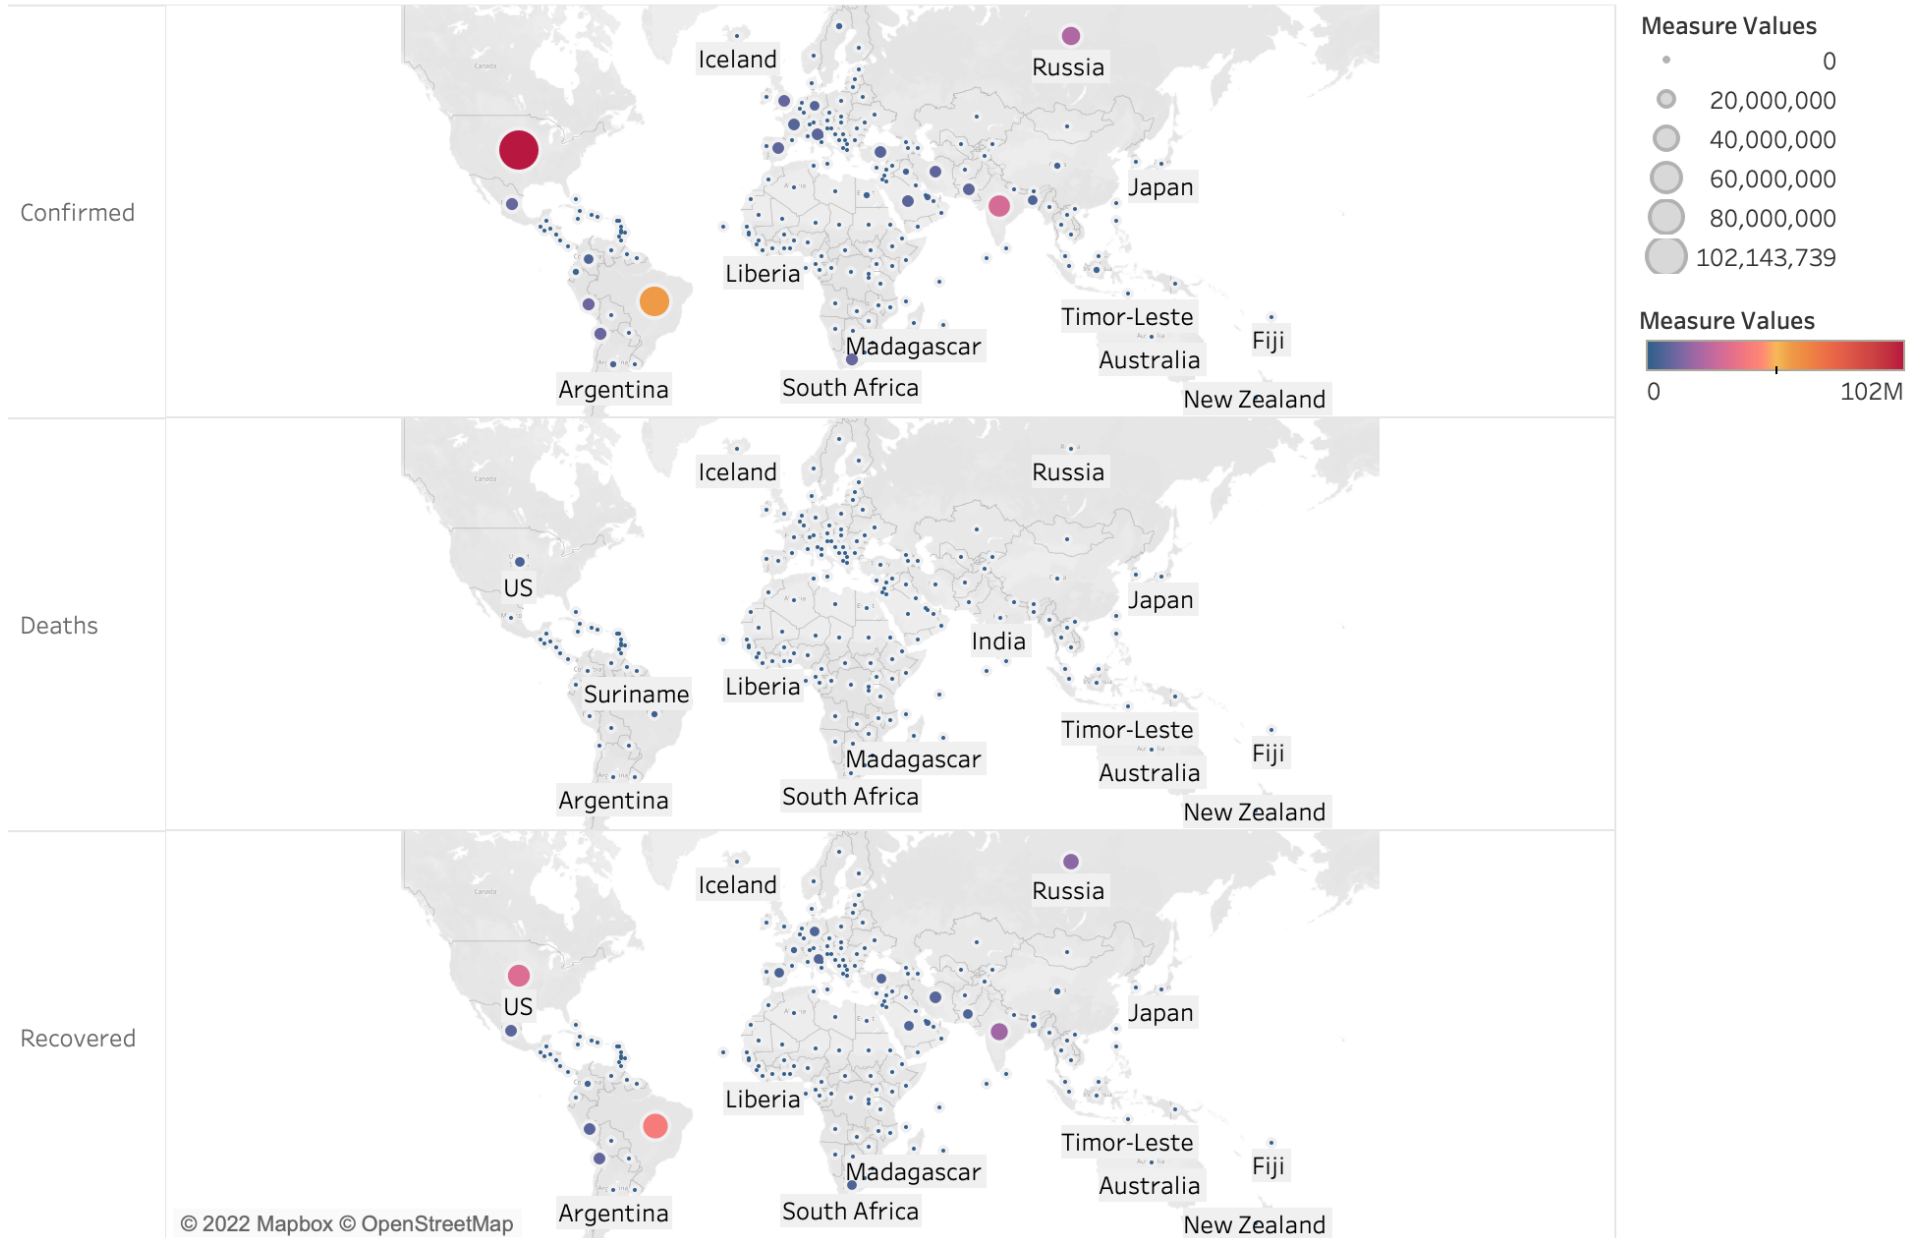 Confirmed
Iceland
Russia
Japan
Liberia
Timor-Leste
Madagascar
Australia
Fiji
South Africa
Argentina
New Zealand
Deaths
Iceland
Russia
US
Japan
India
Liberia
Suriname
Timor-Leste
Madagascar
Australia
Fiji
South Africa
Argentina
New Zealand
Recovered
Iceland
Russia
US
Japan
Liberia
Timor-Leste
Madagascar
Australia
Fiji
South Africa
Argentina
New Zealand
© 2022 Mapbox © OpenStreetMap
Measure Values
0
20,000,000
40,000,000
60,000,000
80,000,000
102,143,739
Measure Values
0 102M